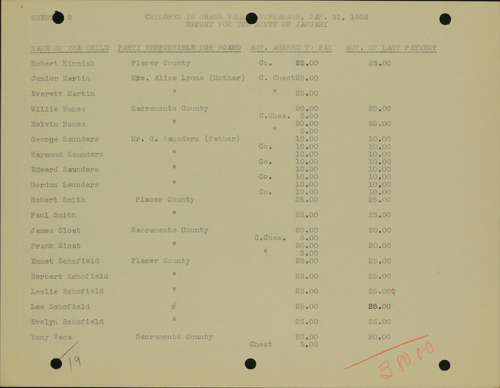 SHEET 2 CHILDREN IN GRASS VALLEY ORPHANAGE, JAN. 31, 1932
REPORT FOR THE MONTH OF JANUARY
NAME OF THE CHILD PARTY RESPONSIBLE FOR BOARD AMT. AGREED TO PAY AMT. OF LAST PAYMENT
Robert Kinnish Placer County Co. 25.00 25.00
Junior Martin Mrs. Alice Lyons (Mother) C. Chest 25.00
Everett Martin " " 25.00
Willie Nunez Sacramento County 20.00 20.00
C.Ches. 5.00
Melvin Nunez " 20.00 20.00
" 5.00
George Saunders Mr. G. Saunders (Father) 10.00 10.00
Co. 10.00 10.00
Raymond Saunders " 10.00 10.00
Co. 10.00 10.00
Edward Saunders " 10.00 10.00
Co. 10.00 10.00
Gordon Saunders " 10.00 10.00
Co. 10.00 10.00
Robert Smith Placer County 25.00 25.00
Paul Smith " 25.00 25.00
James Sloat Sacramento County 20.00 20.00
C.Ches. 5.00
Frank Sloat " 20.00 20.00
" 5.00
Emmet Schofield Placer County 25.00 25.00
Herbert Schofield " 25.00 25.00
Leslie Schofield " 25.00 25.00
Lee Schofield " 25.00 25.00
Evelyn Schofield " 25.00 25.00
Tony Vaca Sacramento County 20.00 20.00
Chest 5.00
19
380.00